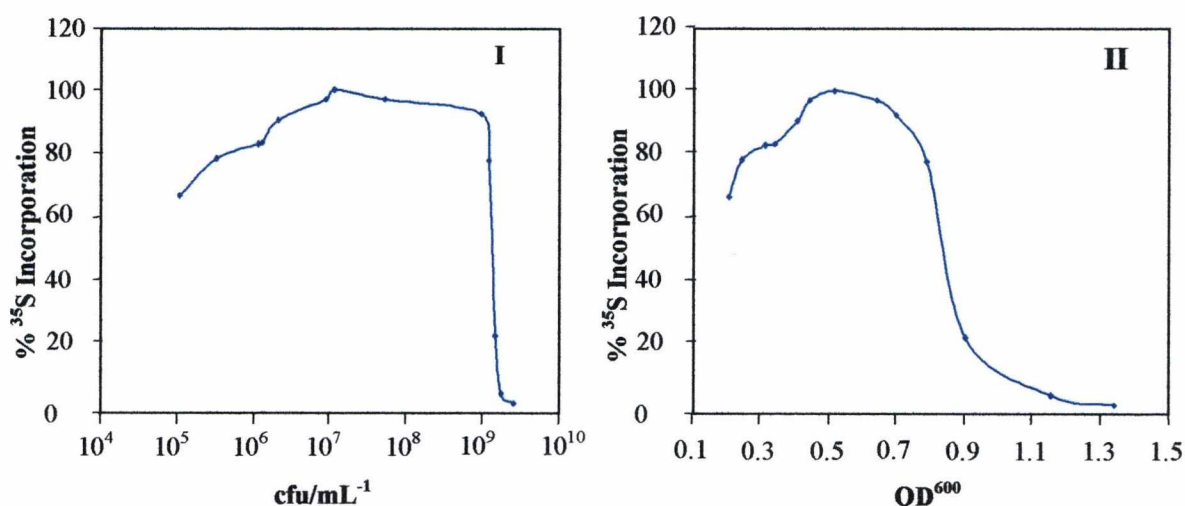 I
% ³⁵S Incorporation
120
100
80
60
40
20
0
10⁴ 10⁵ 10⁶ 10⁷ 10⁸ 10⁹ 10¹⁰
cfu/mL⁻¹
II
% ³⁵S Incorporation
120
100
80
60
40
20
0
0.1 0.3 0.5 0.7 0.9 1.1 1.3 1.5
OD⁶⁰⁰